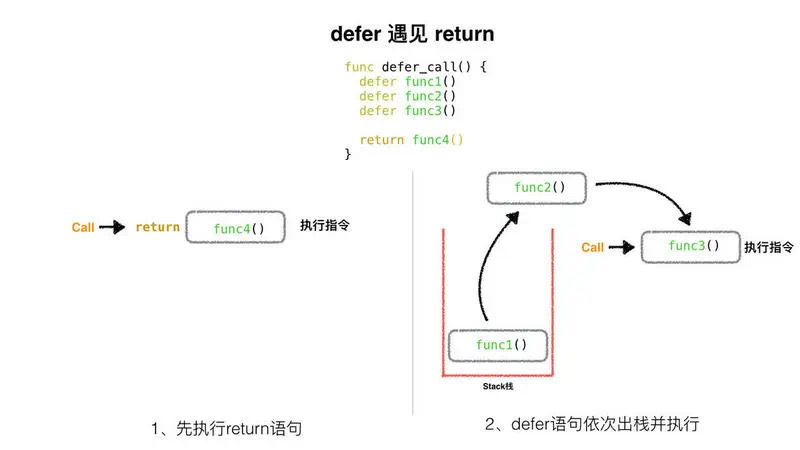 defer 遇见 return
func defer_call() {
defer func1()
defer func2()
defer func3()
return func4()
}
Call
return
func4()
执行指令
1、先执行return语句
func2()
Call
func3()
执行指令
func1()
Stack栈
2、defer语句依次出栈并执行